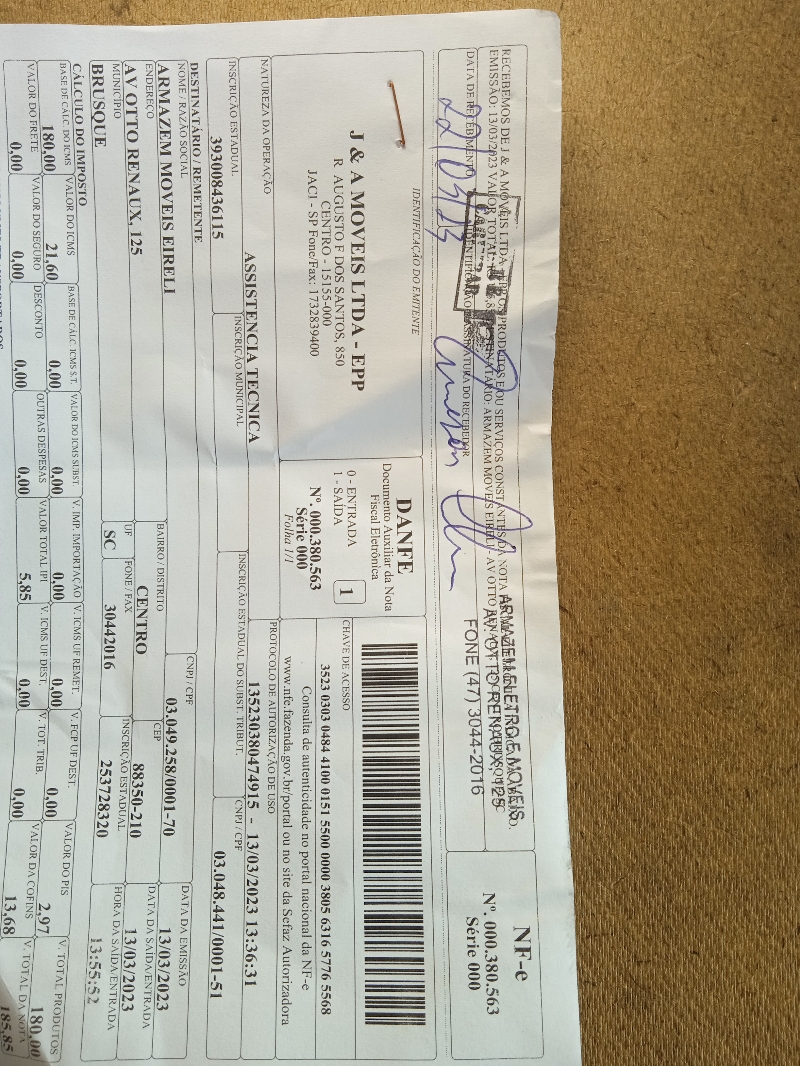 RECEBEMOS DE J & A MOVEIS LTDA - EPP OS PRODUTOS E/OU SERVIÇOS CONSTANTES DA NOTA
EMISSÃO: 13/03/2023 VALOR TOTAL: DESTINATÁRIO: ARMAZEM MOVEIS EIRELI - AV OTTO RENAUX
DATA DE RECEBIMENTO
IDENTIFICAÇÃO E ASSINATURA DO RECEBEDOR
22/03/23
ARMAZEM ELETRO E MOVEIS
AV. OTTO RENAUX, 125
FONE (47) 3044-2016
NF-e
Nº. 000.380.563
Série 000
IDENTIFICAÇÃO DO EMITENTE
J & A MOVEIS LTDA - EPP
R AUGUSTO F DOS SANTOS, 850
CENTRO - 15155-000
JACI - SP Fone/Fax: 1732839400
DANFE
Documento Auxiliar da Nota
Fiscal Eletrônica
0 - ENTRADA
1 - SAÍDA
1
Nº. 000.380.563
Série 000
Folha 1/1
CHAVE DE ACESSO
3523 0303 0484 4100 0151 5500 0000 3805 6316 5776 5568
Consulta de autenticidade no portal nacional da NF-e
www.nfe.fazenda.gov.br/portal ou no site da Sefaz Autorizadora
NATUREZA DA OPERAÇÃO
ASSISTENCIA TECNICA
PROTOCOLO DE AUTORIZAÇÃO DE USO
135230380474915 - 13/03/2023 13:36:31
INSCRIÇÃO ESTADUAL
393008436115
INSCRIÇÃO MUNICIPAL
INSCRIÇÃO ESTADUAL DO SUBST. TRIBUT.
CNPJ / CPF
03.048.441/0001-51
DESTINATÁRIO / REMETENTE
NOME / RAZÃO SOCIAL
ARMAZEM MOVEIS EIRELI
CNPJ / CPF
03.049.258/0001-70
DATA DA EMISSÃO
13/03/2023
ENDEREÇO
AV OTTO RENAUX, 125
BAIRRO / DISTRITO
CENTRO
CEP
88350-210
DATA DA SAÍDA/ENTRADA
13/03/2023
MUNICÍPIO
BRUSQUE
UF
SC
FONE / FAX
30442016
INSCRIÇÃO ESTADUAL
253728320
HORA DA SAÍDA/ENTRADA
13:55:52
CÁLCULO DO IMPOSTO
BASE DE CÁLC. DO ICMS
180,00
VALOR DO ICMS
21,60
BASE DE CÁLC. ICMS S.T.
0,00
VALOR DO ICMS SUBST.
0,00
V. IMP. IMPORTAÇÃO
0,00
V. ICMS UF REMET.
0,00
V. FCP UF DEST.
0,00
VALOR DO PIS
2,97
V. TOTAL PRODUTOS
180,00
VALOR DO FRETE
0,00
VALOR DO SEGURO
0,00
DESCONTO
0,00
OUTRAS DESPESAS
0,00
VALOR TOTAL IPI
5,85
V. ICMS UF DEST.
0,00
V. TOT. TRIB.
0,00
VALOR DA COFINS
13,68
V. TOTAL DA NOTA
185,85